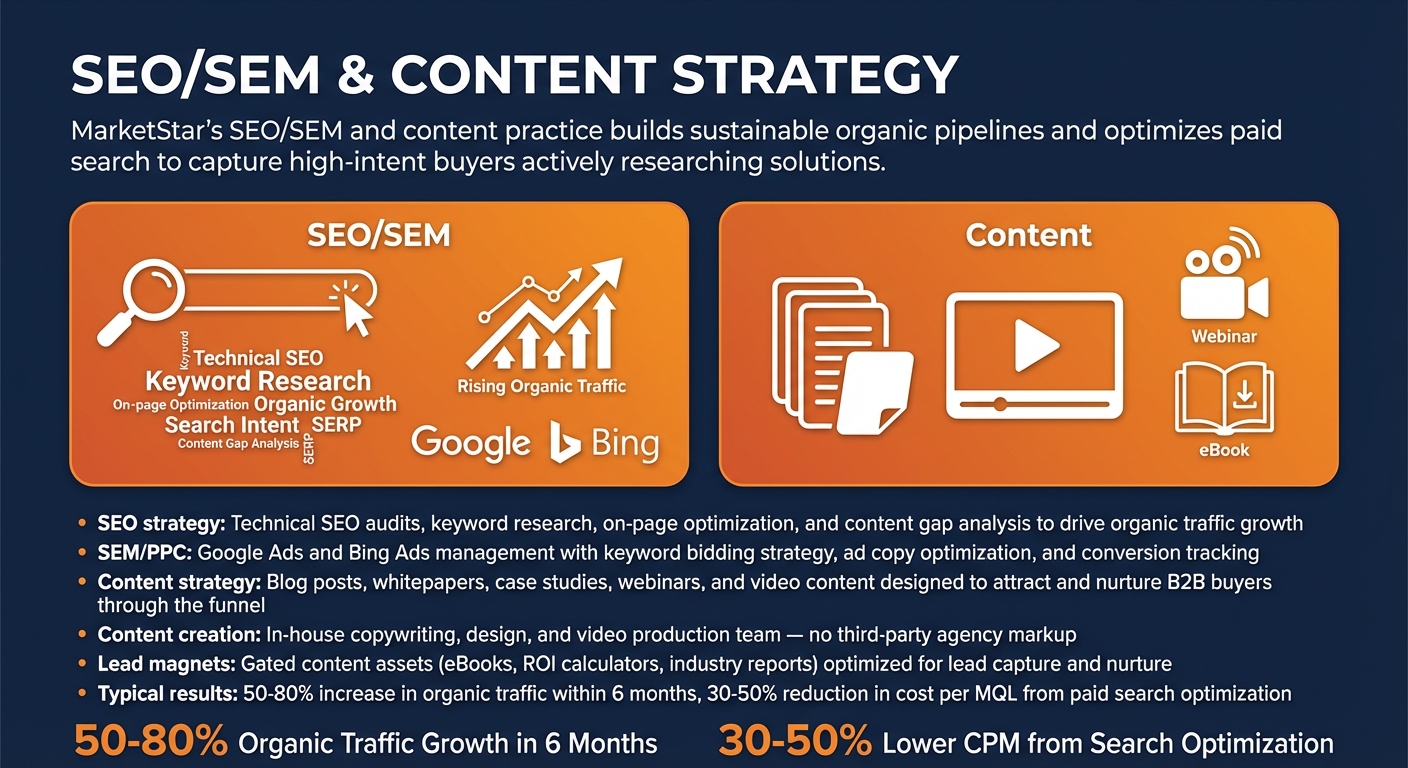 SEO/SEM & CONTENT STRATEGY
MarketStar's SEO/SEM and content practice builds sustainable organic pipelines and optimizes paid
search to capture high-intent buyers actively researching solutions.
SEO/SEM
Technical SEO
Keyword Research
On-page Optimization Organic Growth
Search Intent SERP
Content Gap Analysis
SERP
Rising Organic Traffic
Google Bing
Content
Webinar
eBook
• SEO strategy: Technical SEO audits, keyword research, on-page optimization, and content gap analysis to drive organic traffic growth
• SEM/PPC: Google Ads and Bing Ads management with keyword bidding strategy, ad copy optimization, and conversion tracking
• Content strategy: Blog posts, whitepapers, case studies, webinars, and video content designed to attract and nurture B2B buyers
through the funnel
• Content creation: In-house copywriting, design, and video production team — no third-party agency markup
• Lead magnets: Gated content assets (eBooks, ROI calculators, industry reports) optimized for lead capture and nurture
• Typical results: 50-80% increase in organic traffic within 6 months, 30-50% reduction in cost per MQL from paid search optimization
50-80% Organic Traffic Growth in 6 Months
30-50% Lower CPM from Search Optimization